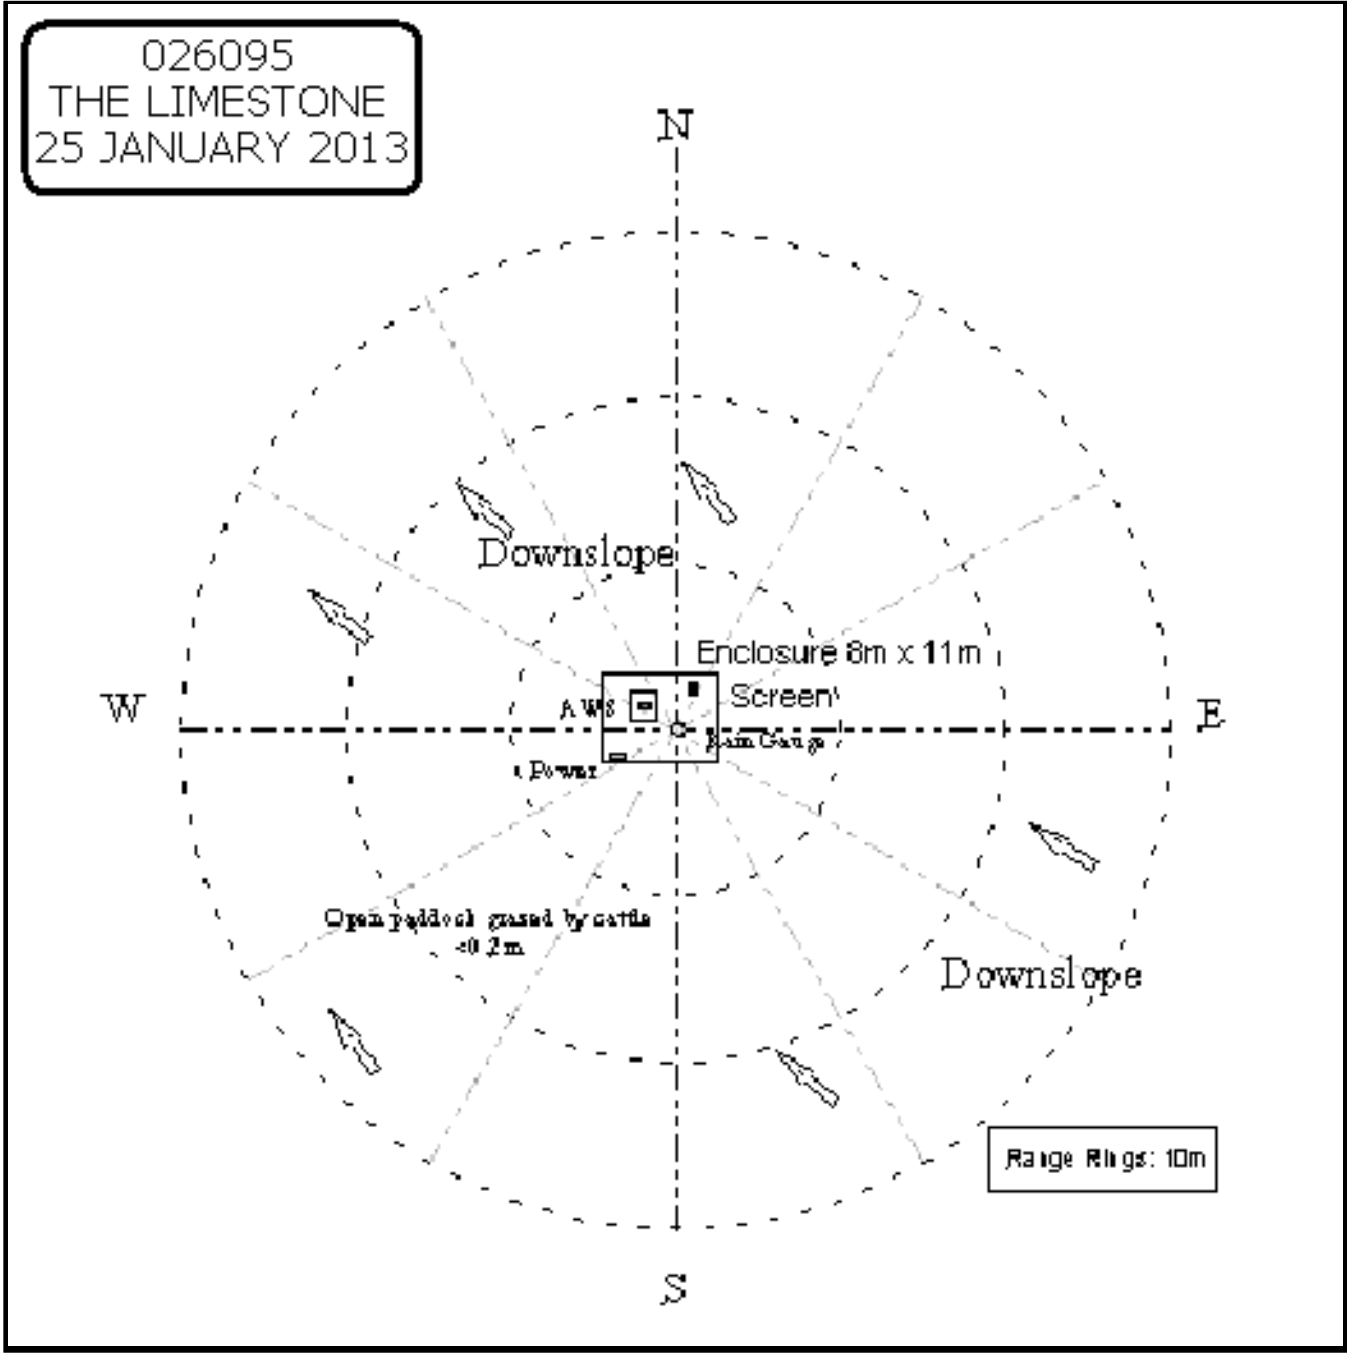 026095
THE LIMESTONE
25 JANUARY 2013
N
Downslope
Enclosure 8m x 11m
Screen
W
AWS
E
Rain Gauge
Power
Open paddock grazed by cattle
<0.2m
Downslope
Range Rings: 10m
S